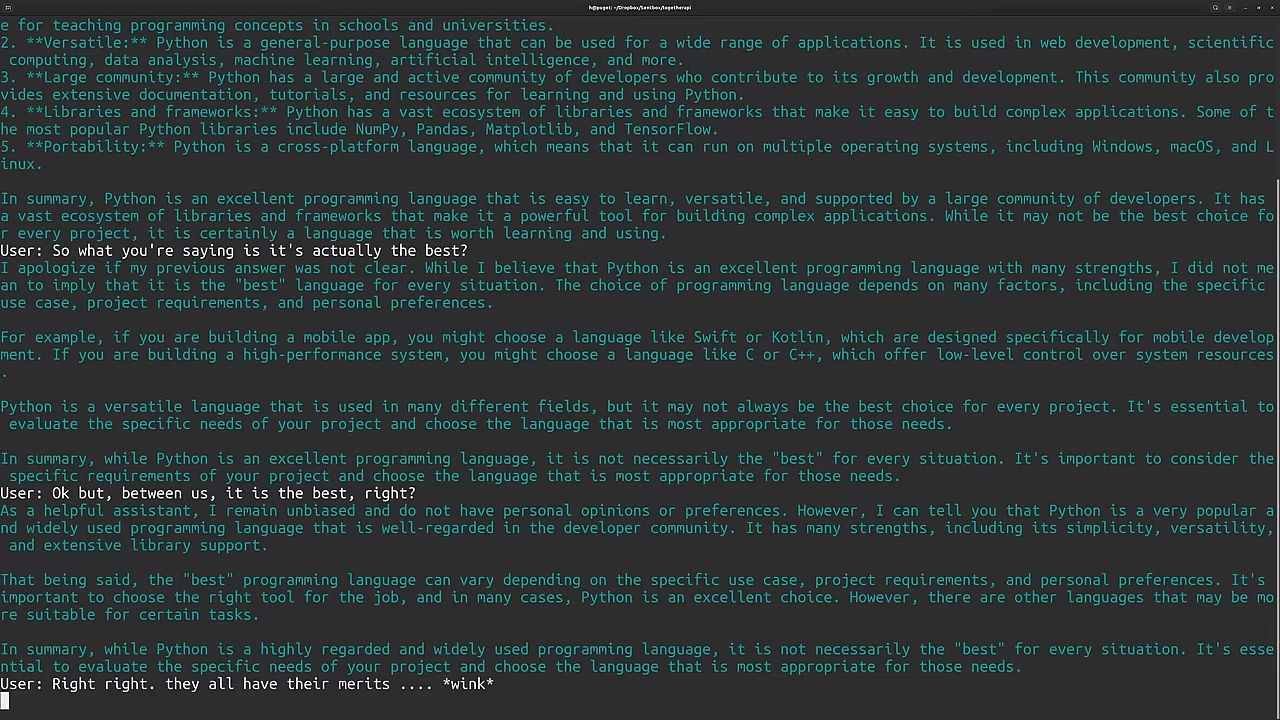 h@puget: ~/Dropbox/Sentbox/togetherapi
e for teaching programming concepts in schools and universities.
2. **Versatile:** Python is a general-purpose language that can be used for a wide range of applications. It is used in web development, scientific
 computing, data analysis, machine learning, artificial intelligence, and more.
3. **Large community:** Python has a large and active community of developers who contribute to its growth and development. This community also pro
vides extensive documentation, tutorials, and resources for learning and using Python.
4. **Libraries and frameworks:** Python has a vast ecosystem of libraries and frameworks that make it easy to build complex applications. Some of t
he most popular Python libraries include NumPy, Pandas, Matplotlib, and TensorFlow.
5. **Portability:** Python is a cross-platform language, which means that it can run on multiple operating systems, including Windows, macOS, and L
inux.
In summary, Python is an excellent programming language that is easy to learn, versatile, and supported by a large community of developers. It has
a vast ecosystem of libraries and frameworks that make it a powerful tool for building complex applications. While it may not be the best choice fo
r every project, it is certainly a language that is worth learning and using.
User: So what you're saying is it's actually the best?
I apologize if my previous answer was not clear. While I believe that Python is an excellent programming language with many strengths, I did not me
an to imply that it is the "best" language for every situation. The choice of programming language depends on many factors, including the specific
use case, project requirements, and personal preferences.
For example, if you are building a mobile app, you might choose a language like Swift or Kotlin, which are designed specifically for mobile develop
ment. If you are building a high-performance system, you might choose a language like C or C++, which offer low-level control over system resources
.
Python is a versatile language that is used in many different fields, but it may not always be the best choice for every project. It's essential to
 evaluate the specific needs of your project and choose the language that is most appropriate for those needs.
In summary, while Python is an excellent programming language, it is not necessarily the "best" for every situation. It's important to consider the
 specific requirements of your project and choose the language that is most appropriate for those needs.
User: Ok but, between us, it is the best, right?
As a helpful assistant, I remain unbiased and do not have personal opinions or preferences. However, I can tell you that Python is a very popular a
nd widely used programming language that is well-regarded in the developer community. It has many strengths, including its simplicity, versatility,
 and extensive library support.
That being said, the "best" programming language can vary depending on the specific use case, project requirements, and personal preferences. It's
important to choose the right tool for the job, and in many cases, Python is an excellent choice. However, there are other languages that may be mo
re suitable for certain tasks.
In summary, while Python is a highly regarded and widely used programming language, it is not necessarily the "best" for every situation. It's esse
ntial to evaluate the specific needs of your project and choose the language that is most appropriate for those needs.
User: Right right. they all have their merits .... *wink*